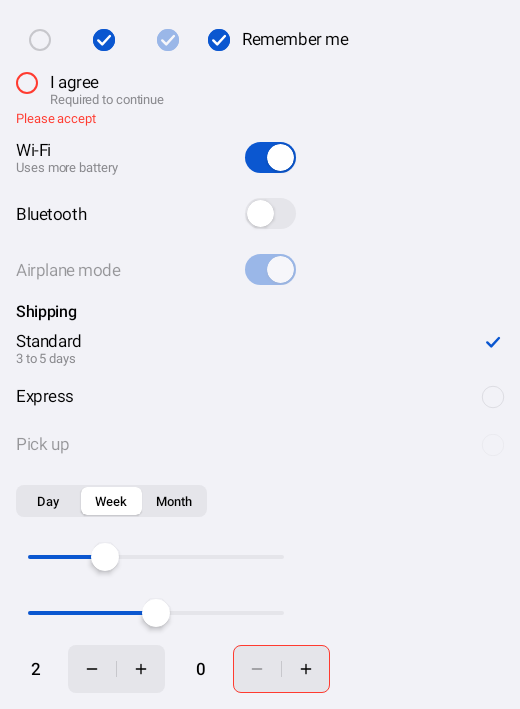 Remember me
I agree
Required to continue
Please accept
Wi-Fi
Uses more battery
Bluetooth
Airplane mode
Shipping
Standard
3 to 5 days
Express
Pick up
Day Week Month
2 − + 0 − +